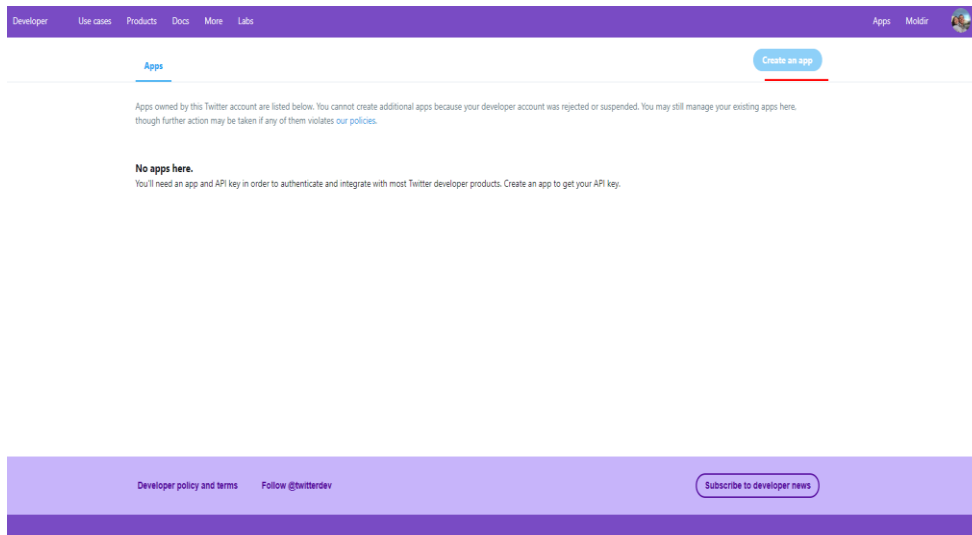 Developer Use cases Products Docs More Labs Apps Moldir
Apps Create an app
Apps owned by this Twitter account are listed below. You cannot create additional apps because your developer account was rejected or suspended. You may still manage your existing apps here,
though further action may be taken if any of them violates our policies.
No apps here.
You'll need an app and API key in order to authenticate and integrate with most Twitter developer products. Create an app to get your API key.
Developer policy and terms Follow @twitterdev Subscribe to developer news